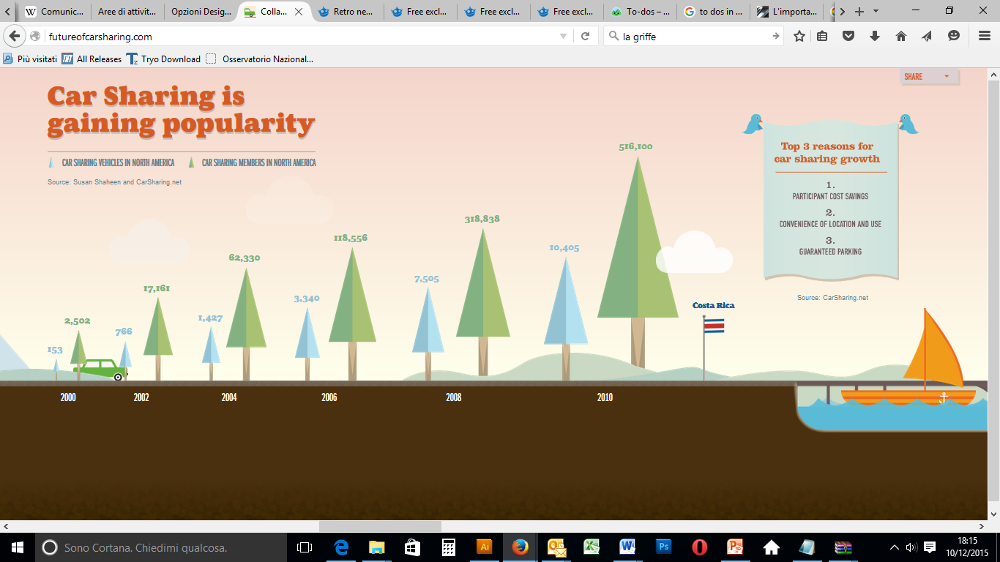 Comunic...
Aree di attivit...
Opzioni Desig...
Colla...
Retro ne...
Free excl...
Free excl...
Free excl...
To-dos – ...
to dos in ...
L'importa...
futureofcarsharing.com
la griffe
Più visitati
All Releases
Tryo Download
Osservatorio Nazional...
SHARE
Car Sharing is
gaining popularity
CAR SHARING VEHICLES IN NORTH AMERICA
CAR SHARING MEMBERS IN NORTH AMERICA
Source: Susan Shaheen and CarSharing.net
153
2,502
766
17,161
1,427
62,330
3,340
118,556
7,505
318,838
10,405
516,100
Costa Rica
Top 3 reasons for
car sharing growth
1.
PARTICIPANT COST SAVINGS
2.
CONVENIENCE OF LOCATION AND USE
3.
GUARANTEED PARKING
Source: CarSharing.net
2000
2002
2004
2006
2008
2010
Sono Cortana. Chiedimi qualcosa.
18:15
10/12/2015